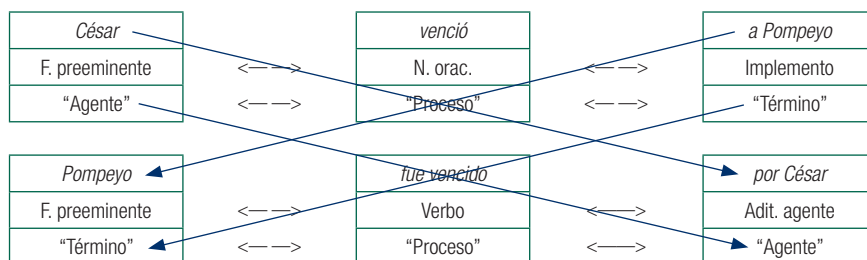 César venció a Pompeyo
F. preeminente <— —> N. orac. <— —> Implemento
“Agente” <— —> “Proceso” <— —> “Término”
Pompeyo fue vencido por César
F. preeminente <— —> Verbo <——> Adit. agente
“Término” <— —> “Proceso” <——> “Agente”